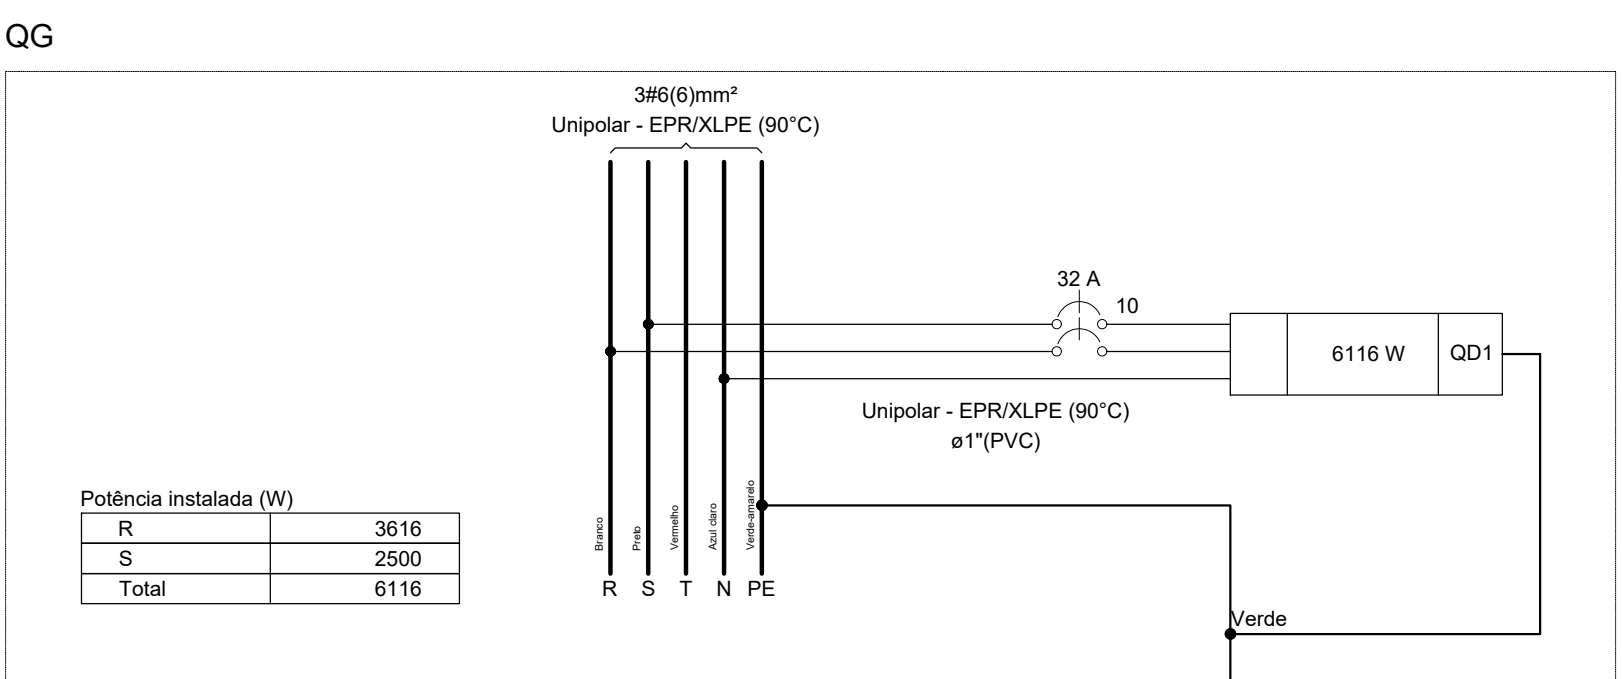 QG
3#6(6)mm²
Unipolar - EPR/XLPE (90°C)
32 A
10
6116 W
QD1
Unipolar - EPR/XLPE (90°C)
ø1"(PVC)
Potência instalada (W)
R 3616
S 2500
Total 6116
Branco
Preto
Vermelho
Azul claro
Verde-amarelo
R S T N PE
Verde